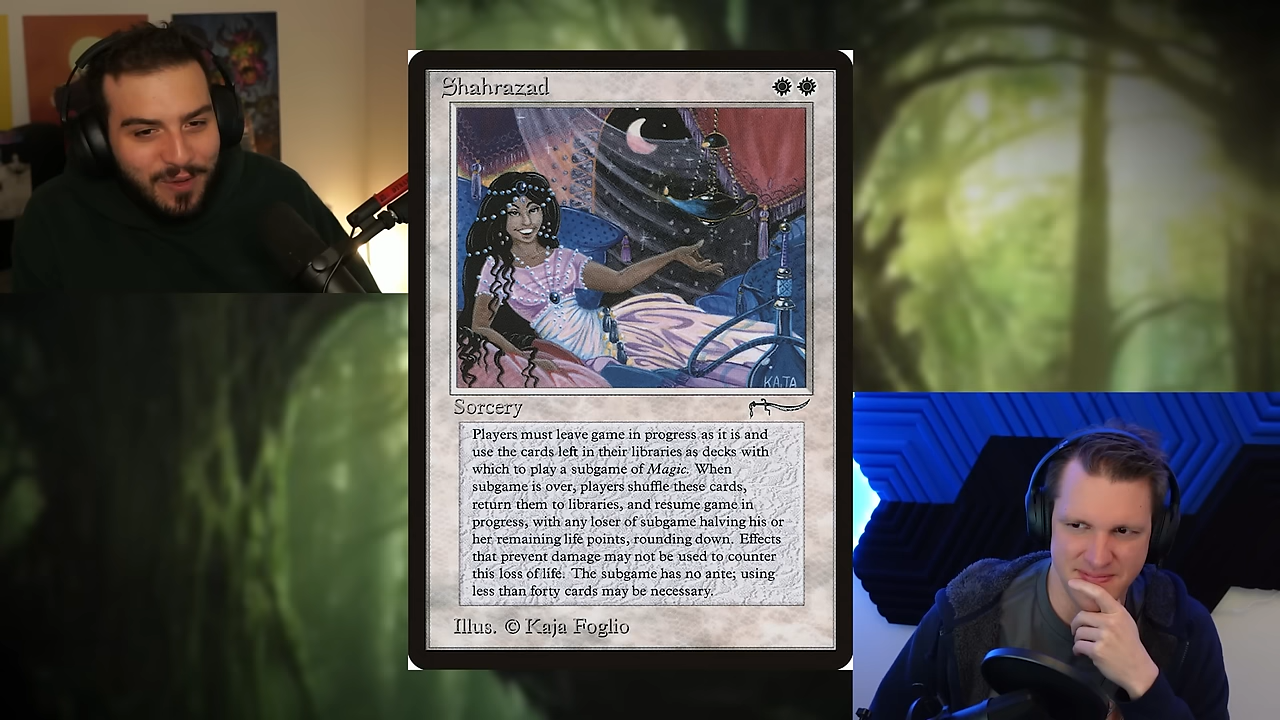 Shahrazad
KAJA
Sorcery
Players must leave game in progress as it is and
use the cards left in their libraries as decks with
which to play a subgame of Magic. When
subgame is over, players shuffle these cards,
return them to libraries, and resume game in
progress, with any loser of subgame halving his or
her remaining life points, rounding down. Effects
that prevent damage may not be used to counter
this loss of life. The subgame has no ante; using
less than forty cards may be necessary.
Illus. © Kaja Foglio